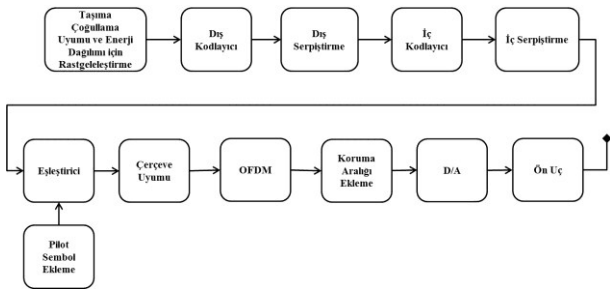 Taşıma
Çoğullama
Uyumu ve Enerji
Dağılımı için
Rastgeleleştirme
Dış
Kodlayıcı
Dış
Serpiştirme
İç
Kodlayıcı
İç Serpiştirme
Eşleştirici
Çerçeve
Uyumu
OFDM
Koruma
Aralığı
Ekleme
D/A
Ön Uç
Pilot
Sembol
Ekleme